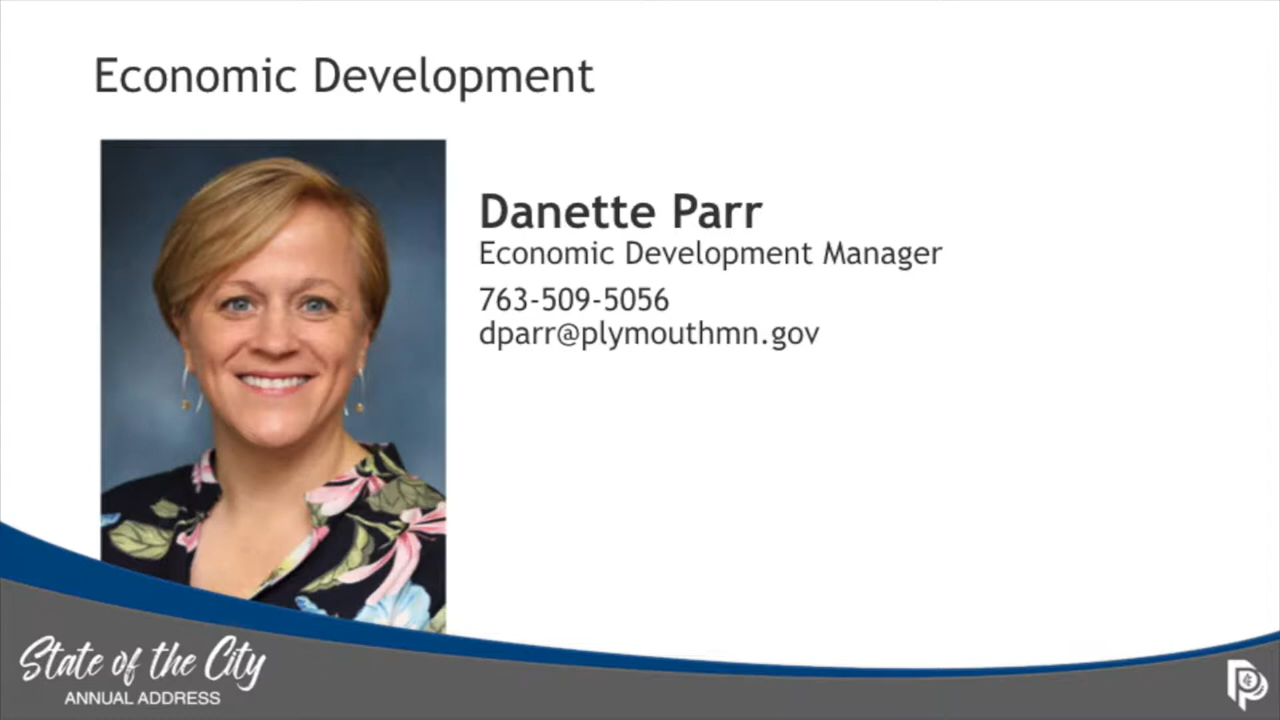 Economic Development
Danette Parr
Economic Development Manager
763-509-5056
dparr@plymouthmn.gov
State of the City
ANNUAL ADDRESS